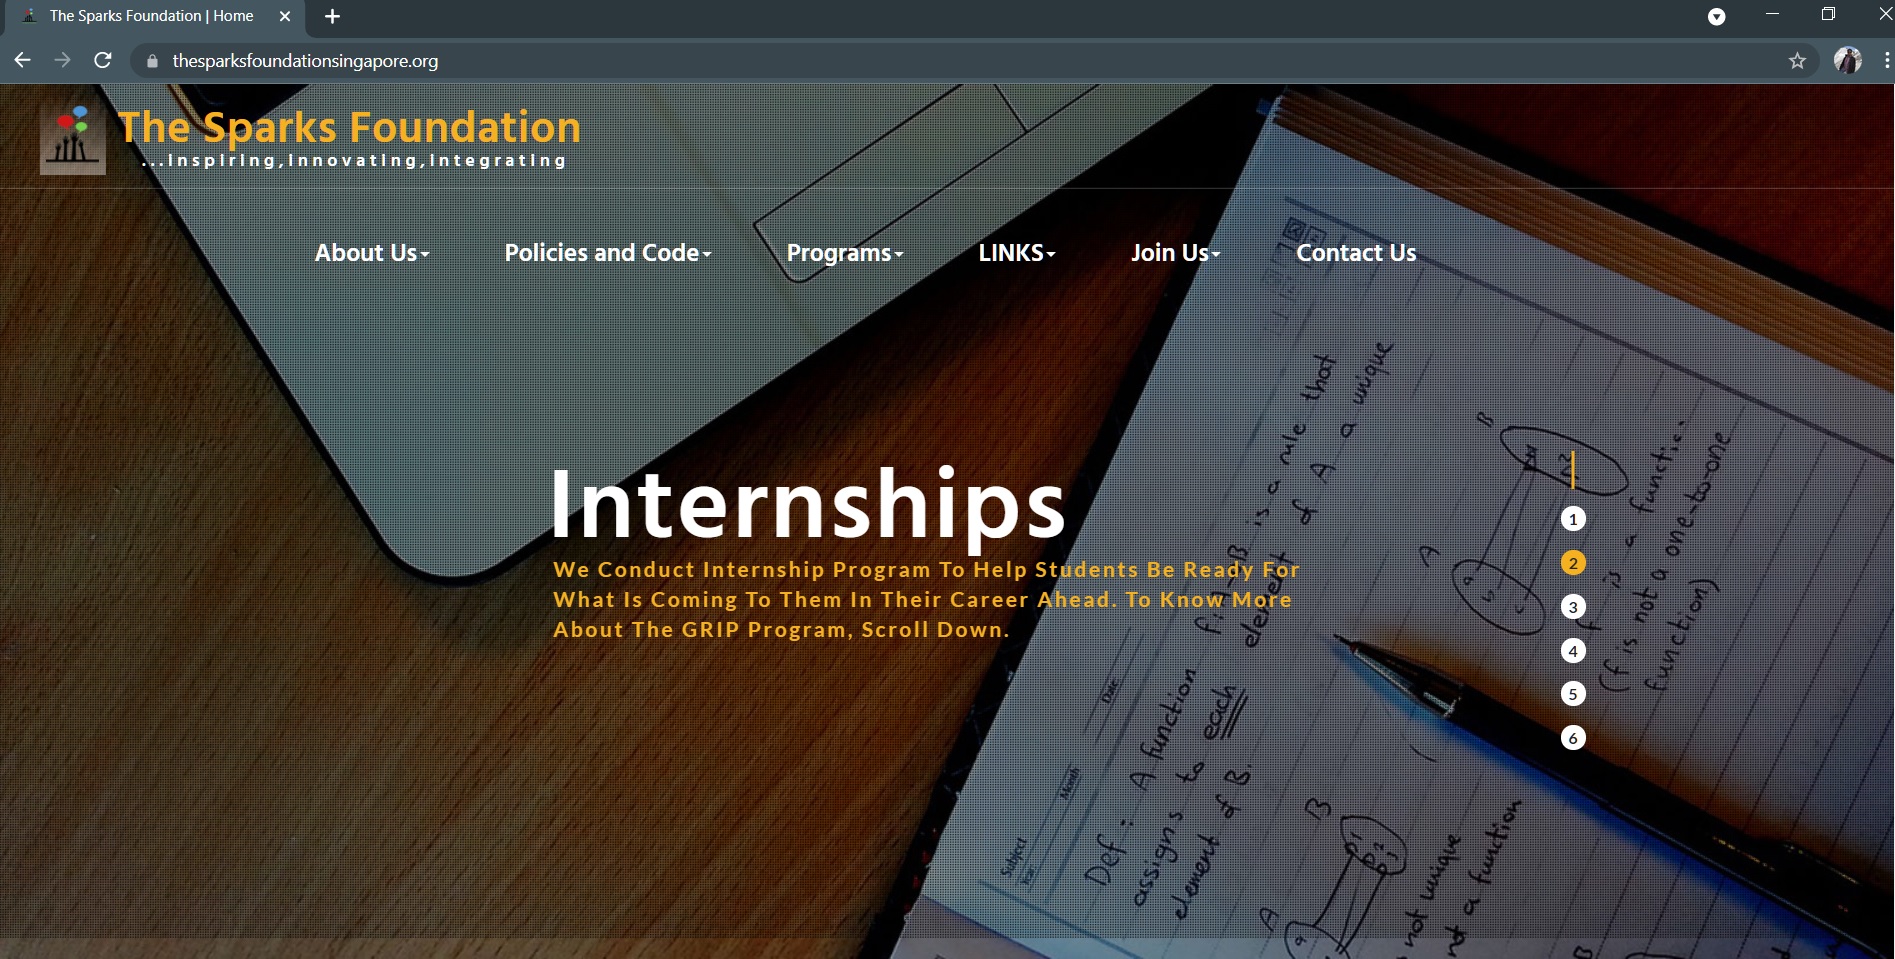 The Sparks Foundation | Home
thesparksfoundationsingapore.org
The Sparks Foundation
...inspiring,innovating,integrating
About Us
Policies and Code
Programs
LINKS
Join Us
Contact Us
Internships
We Conduct Internship Program To Help Students Be Ready For
What Is Coming To Them In Their Career Ahead. To Know More
About The GRIP Program, Scroll Down.
1
2
3
4
5
6
Subject
Month
Date
Def : A function
assigns to each
element of B.
f: A B is a rule that
element of A a unique
B
A
a
b
c
f is a function.
(f is not a one-to-one
function)
B
A
a
not unique
not a function
B